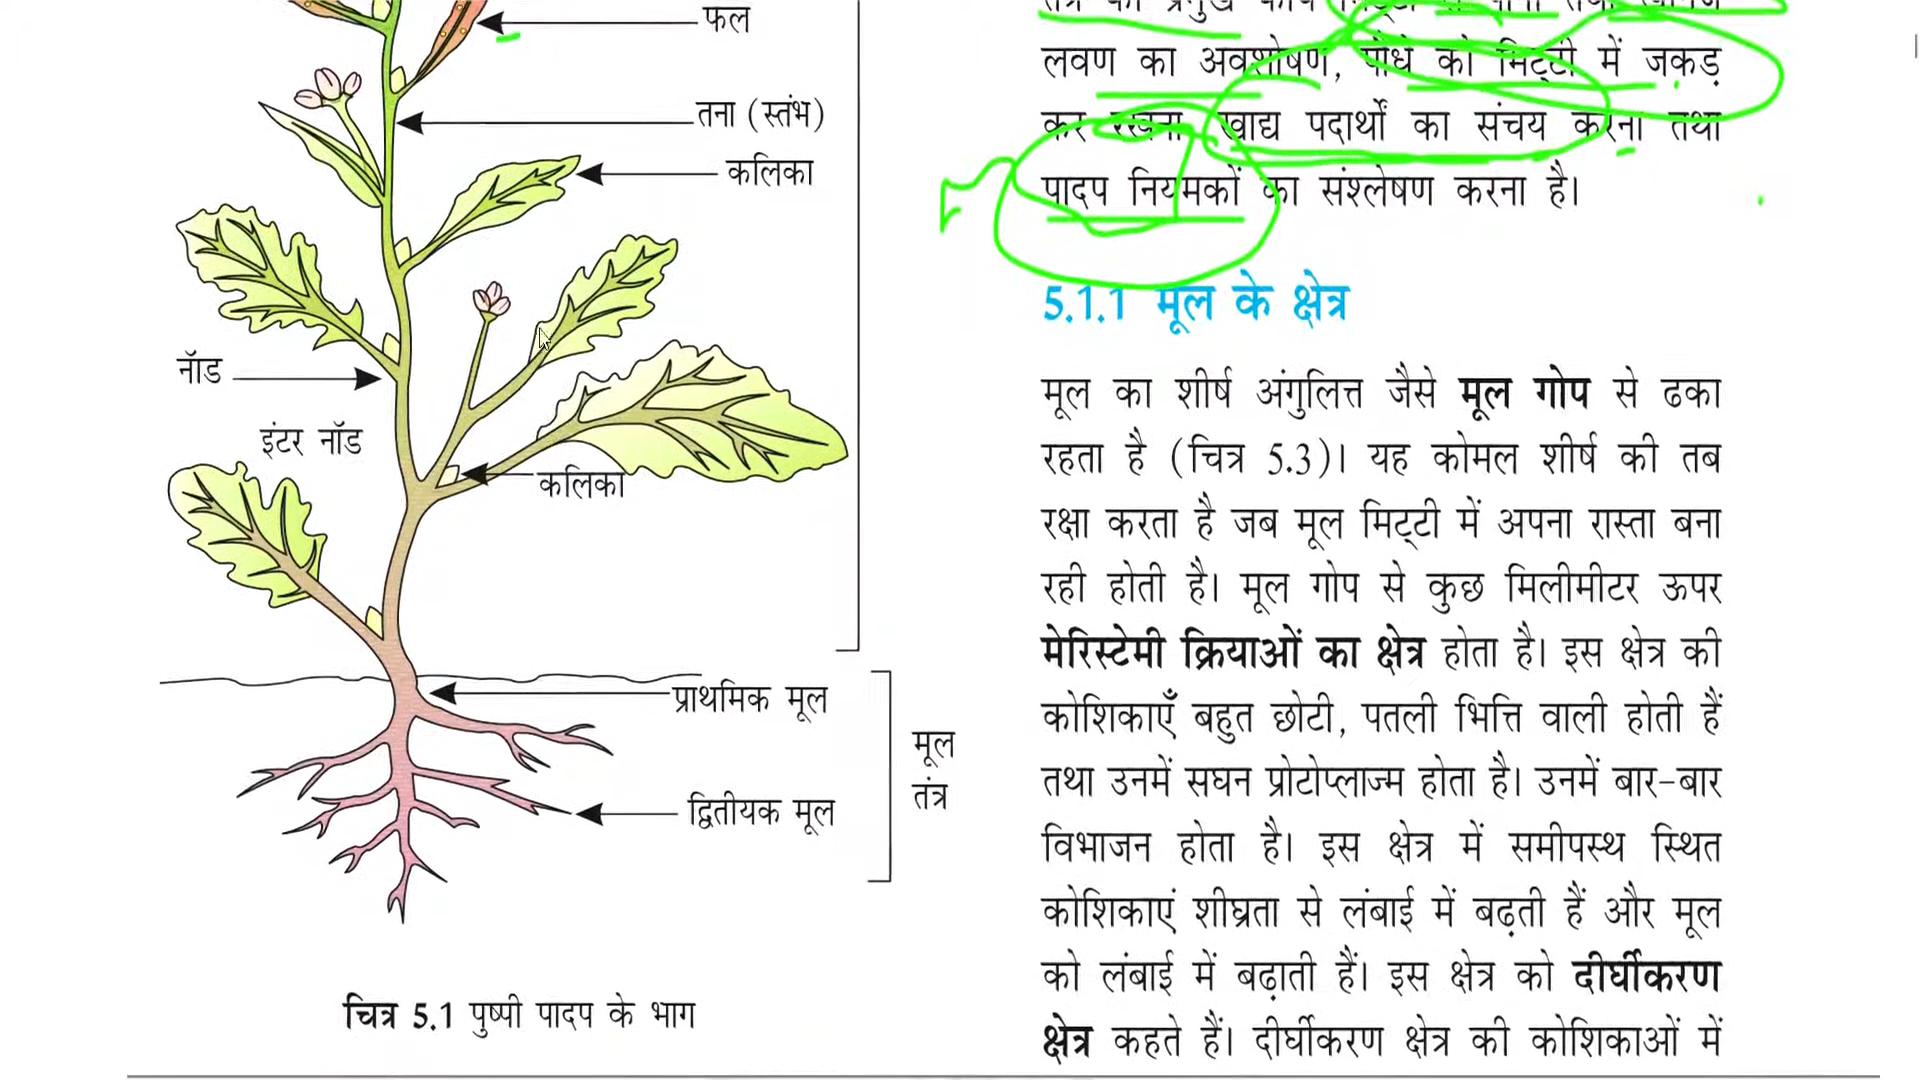 फल
तना (स्तंभ)
कलिका
नॉड
इंटर नॉड
कलिका
प्राथमिक मूल
द्वितीयक मूल
मूल
तंत्र
चित्र 5.1 पुष्पी पादप के भाग
लवण का अवशोषण, पौधे को मिट्टी में जकड़
कर रखना खाद्य पदार्थों का संचय करना तथा
पादप नियमकों का संश्लेषण करना है।
5.1.1 मूल के क्षेत्र
मूल का शीर्ष अंगुलित्त जैसे मूल गोप से ढका
रहता है (चित्र 5.3)। यह कोमल शीर्ष की तब
रक्षा करता है जब मूल मिट्टी में अपना रास्ता बना
रही होती है। मूल गोप से कुछ मिलीमीटर ऊपर
मेरिस्टेमी क्रियाओं का क्षेत्र होता है। इस क्षेत्र की
कोशिकाएँ बहुत छोटी, पतली भित्ति वाली होती हैं
तथा उनमें सघन प्रोटोप्लाज्म होता है। उनमें बार-बार
विभाजन होता है। इस क्षेत्र में समीपस्थ स्थित
कोशिकाएं शीघ्रता से लंबाई में बढ़ती हैं और मूल
को लंबाई में बढ़ाती हैं। इस क्षेत्र को दीर्घीकरण
क्षेत्र कहते हैं। दीर्घीकरण क्षेत्र की कोशिकाओं में